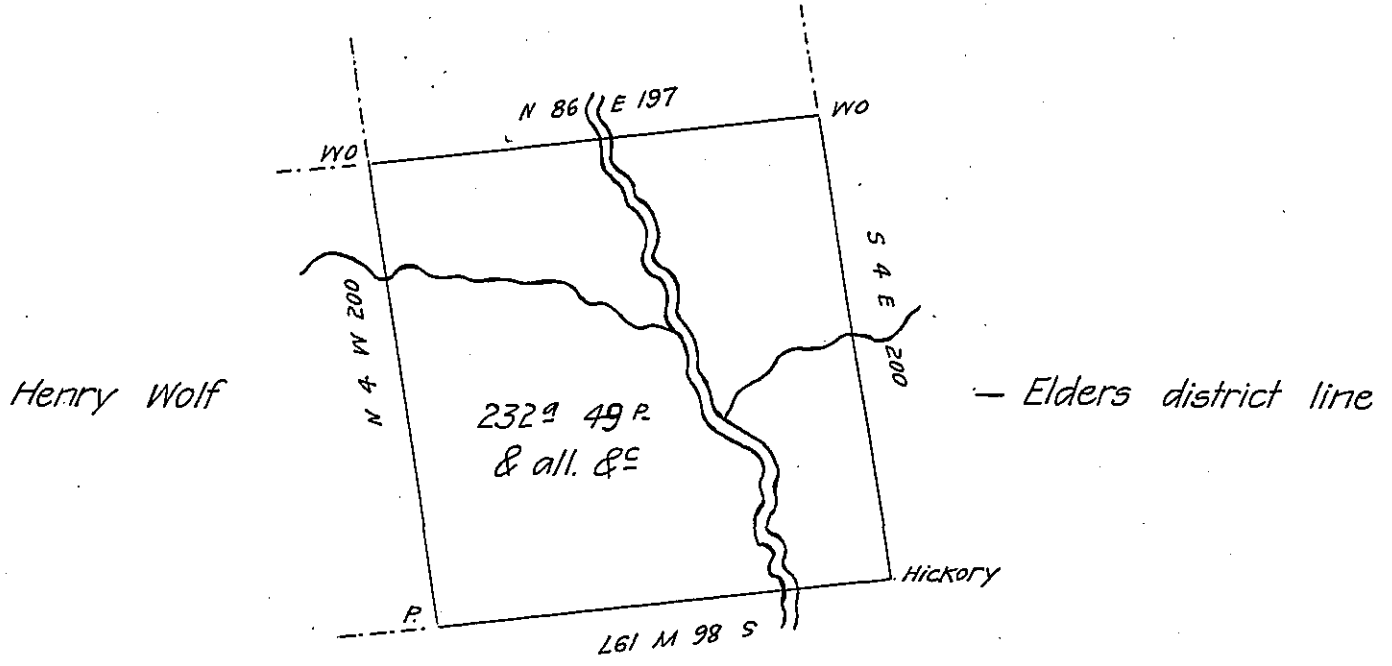 N 86 E 197
WO
WO
S 4 E 200
N 4 W 200
Henry Wolf
— Elders district line
232a 49 P.
& all. &c
Hickory
P.
S 86 W 197